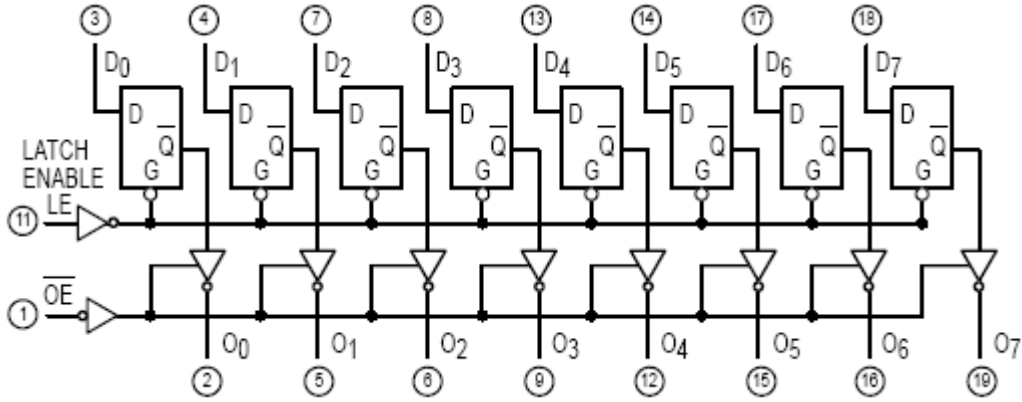 3 4 7 8 13 14 17 18
D0 D1 D2 D3 D4 D5 D6 D7
D D D D D D D D
Q̅ Q̅ Q̅ Q̅ Q̅ Q̅ Q̅ Q̅
G G G G G G G G
LATCH
ENABLE
LE
11
O̅E̅
1
O0 O1 O2 O3 O4 O5 O6 O7
2 5 6 9 12 15 16 19